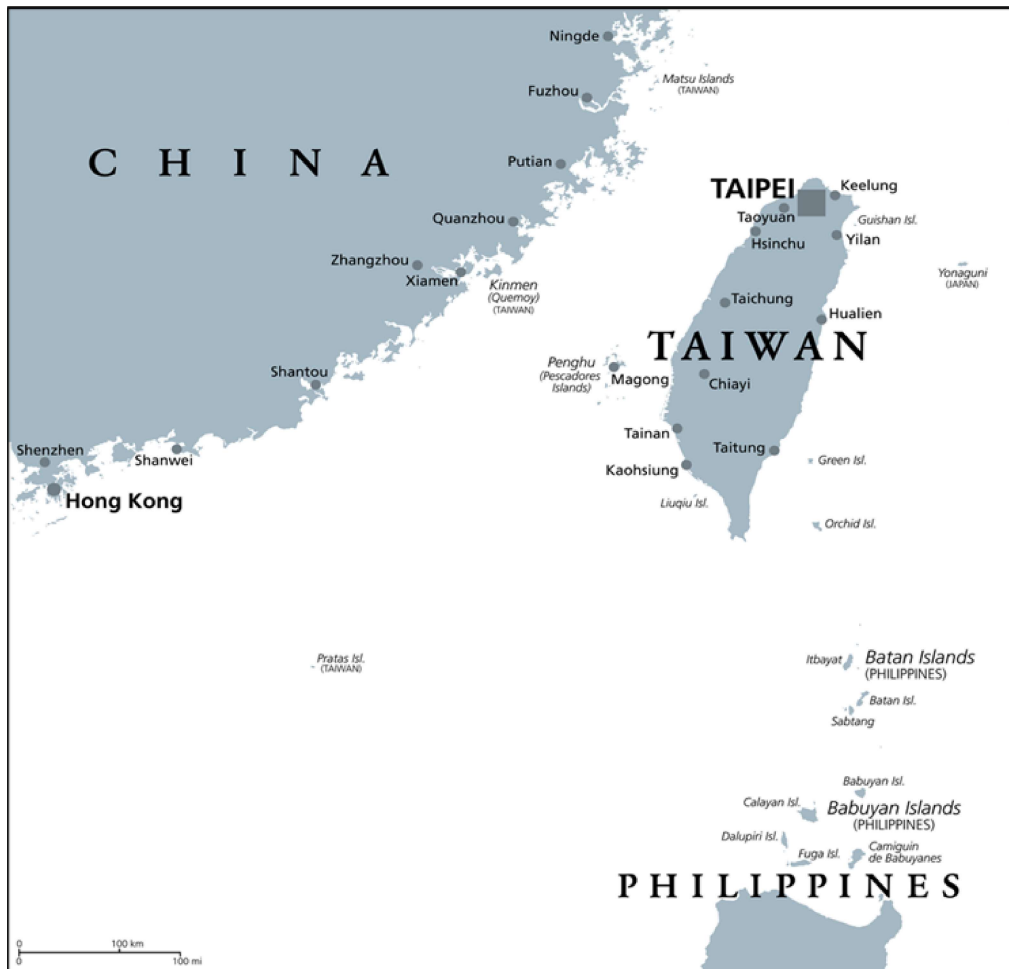 Ningde
Matsu Islands
(TAIWAN)
Fuzhou
CHINA
Putian
TAIPEI
Keelung
Taoyuan
Guishan Isl.
Quanzhou
Hsinchu
Yilan
Zhangzhou
Xiamen
Kinmen
(Quemoy)
(TAIWAN)
Yonaguni
(JAPAN)
Taichung
Hualien
TAIWAN
Penghu
(Pescadores
Islands)
Magong
Shantou
Chiayi
Tainan
Taitung
Shenzhen
Shanwei
Kaohsiung
Green Isl.
Hong Kong
Liuqiu Isl.
Orchid Isl.
Pratas Isl.
(TAIWAN)
Itbayat
Batan Islands
(PHILIPPINES)
Batan Isl.
Sabtang
Babuyan Isl.
Calayan Isl.
Babuyan Islands
(PHILIPPINES)
Dalupiri Isl.
Fuga Isl.
Camiguin
de Babuyanes
PHILIPPINES
0 100 km
0 100 mi